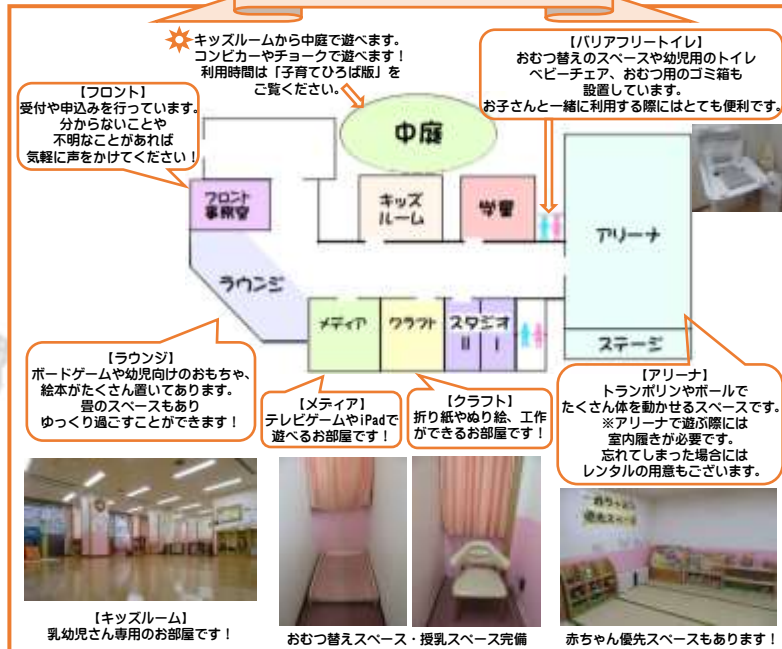 キッズルームから中庭で遊べます。
コンビカーやチョークで遊べます！
利用時間は「子育てひろば版」を
ご覧ください。
【バリアフリートイレ】
おむつ替えのスペースや幼児用のトイレ
ベビーチェア、おむつ用のゴミ箱も
設置しています。
お子さんと一緒に利用する際にはとても便利です。
【フロント】
受付や申込みを行っています。
分からないことや
不明なことがあれば
気軽に声をかけてください！
中庭
フロント
事務室
キッズ
ルーム
学童
アリーナ
ラウンジ
メディア
クラフト
スタジオ
II I
ステージ
【ラウンジ】
ボードゲームや幼児向けのおもちゃ、
絵本がたくさん置いてあります。
畳のスペースもあり
ゆっくり過ごすことができます！
【メディア】
テレビゲームやiPadで
遊べるお部屋です！
【クラフト】
折り紙やぬり絵、工作
ができるお部屋です！
【アリーナ】
トランポリンやボールで
たくさん体を動かせるスペースです。
※アリーナで遊ぶ際には
室内履きが必要です。
忘れてしまった場合には
レンタルの用意もございます。
赤ちゃん
優先スペース
【キッズルーム】
乳幼児さん専用のお部屋です！
おむつ替えスペース・授乳スペース完備
赤ちゃん優先スペースもあります！